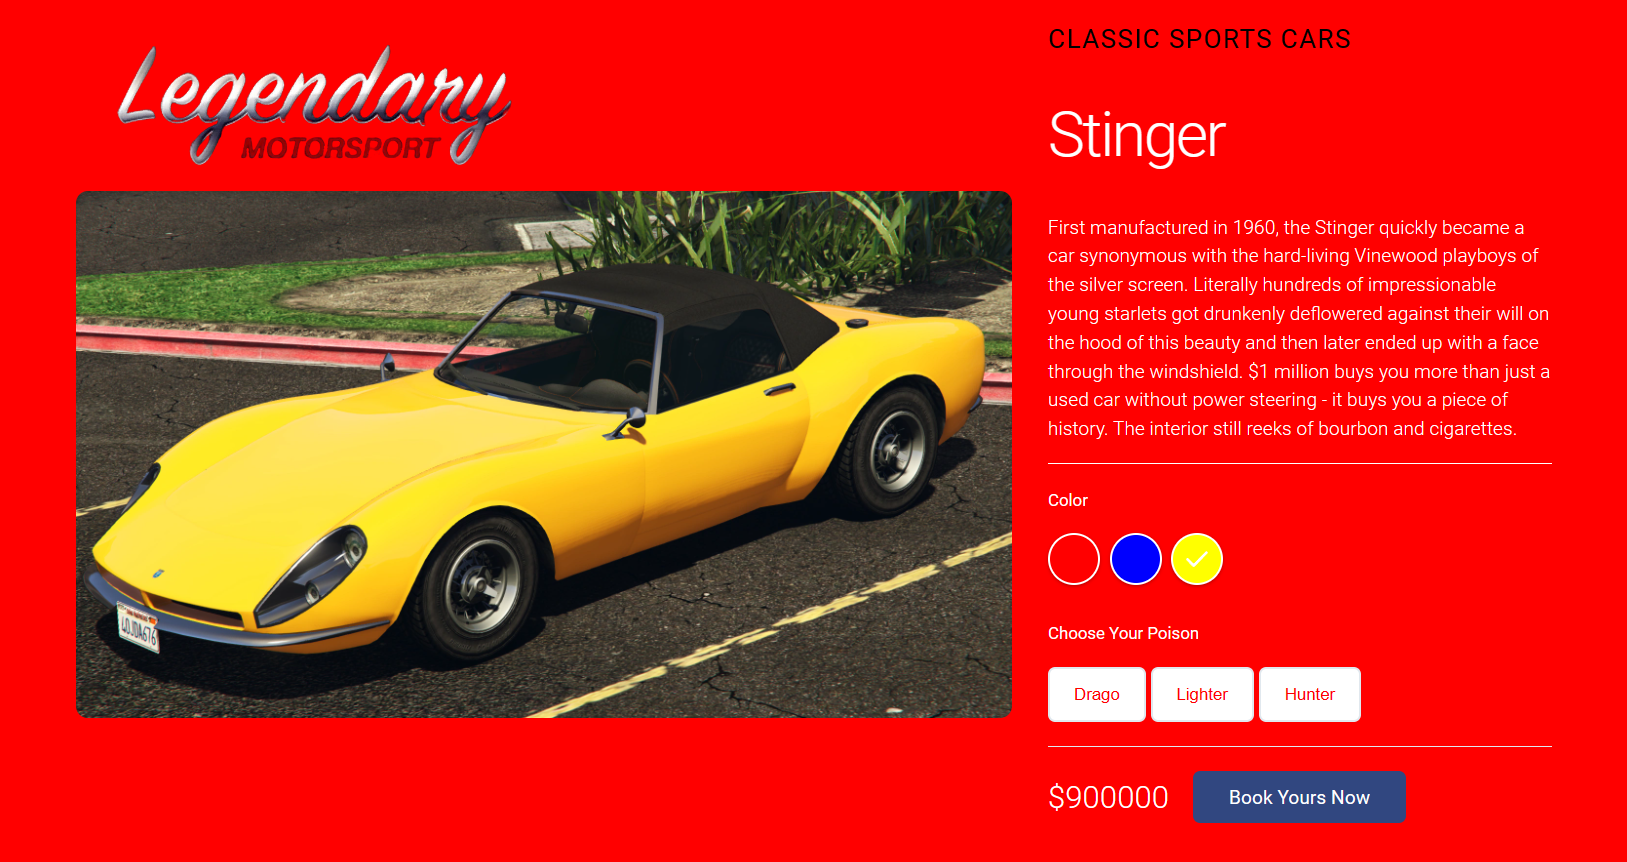 Legendary
MOTORSPORT
CLASSIC SPORTS CARS
Stinger
First manufactured in 1960, the Stinger quickly became a
car synonymous with the hard-living Vinewood playboys of
the silver screen. Literally hundreds of impressionable
young starlets got drunkenly deflowered against their will on
the hood of this beauty and then later ended up with a face
through the windshield. $1 million buys you more than just a
used car without power steering - it buys you a piece of
history. The interior still reeks of bourbon and cigarettes.
Color
Choose Your Poison
Drago Lighter Hunter
$900000 Book Yours Now